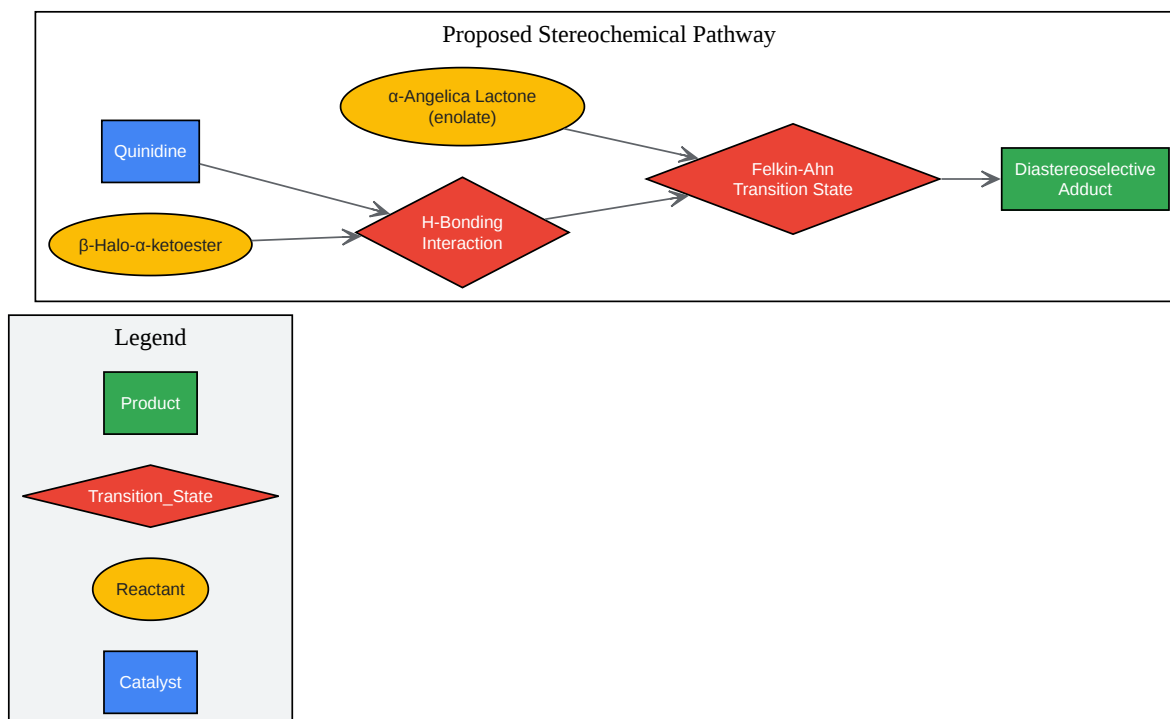 Proposed Stereochemical Pathway
α-Angelica Lactone
(enolate)
Quinidine
Felkin-Ahn
Transition State
Diastereoselective
Adduct
H-Bonding
Interaction
β-Halo-α-ketoester
Legend
Product
Transition_State
Reactant
Catalyst